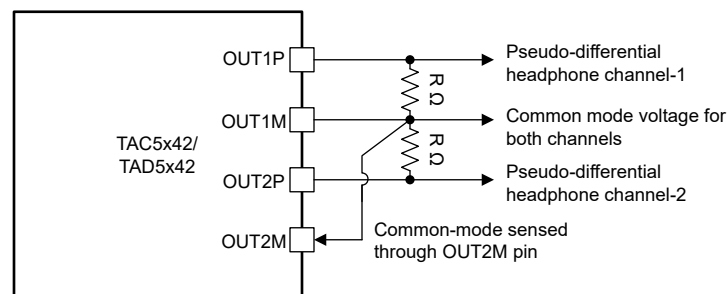 OUT1P
Pseudo-differential
headphone channel-1
R Ω
OUT1M
Common mode voltage for
both channels
TAC5x42/
TAD5x42
R Ω
OUT2P
Pseudo-differential
headphone channel-2
OUT2M
Common-mode sensed
through OUT2M pin